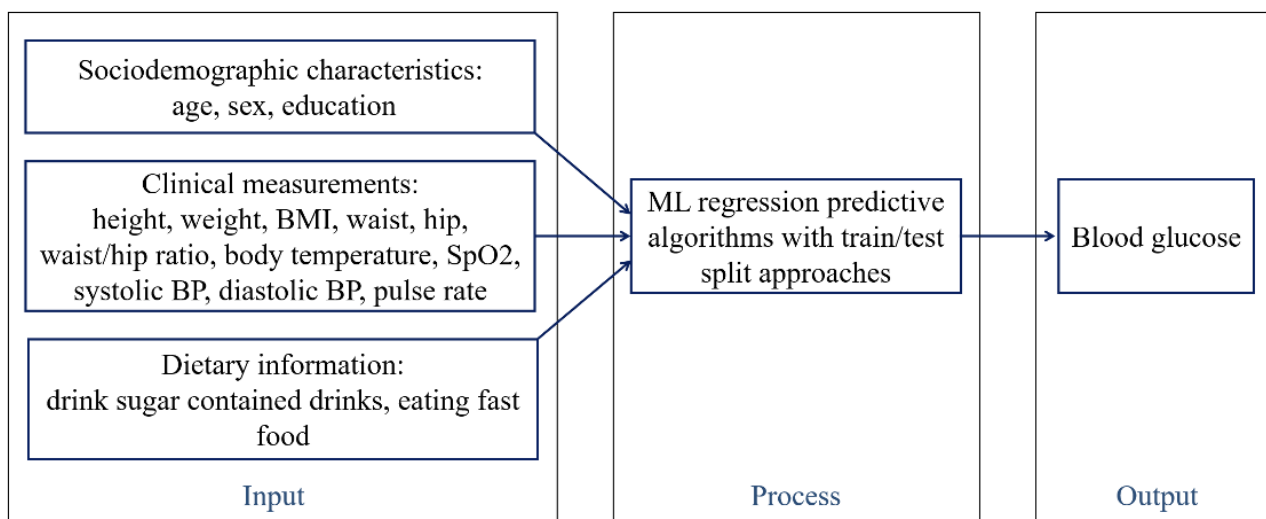 Sociodemographic characteristics:
age, sex, education
Clinical measurements:
height, weight, BMI, waist, hip,
waist/hip ratio, body temperature, SpO2,
systolic BP, diastolic BP, pulse rate
Dietary information:
drink sugar contained drinks, eating fast
food
Input
ML regression predictive
algorithms with train/test
split approaches
Process
Blood glucose
Output